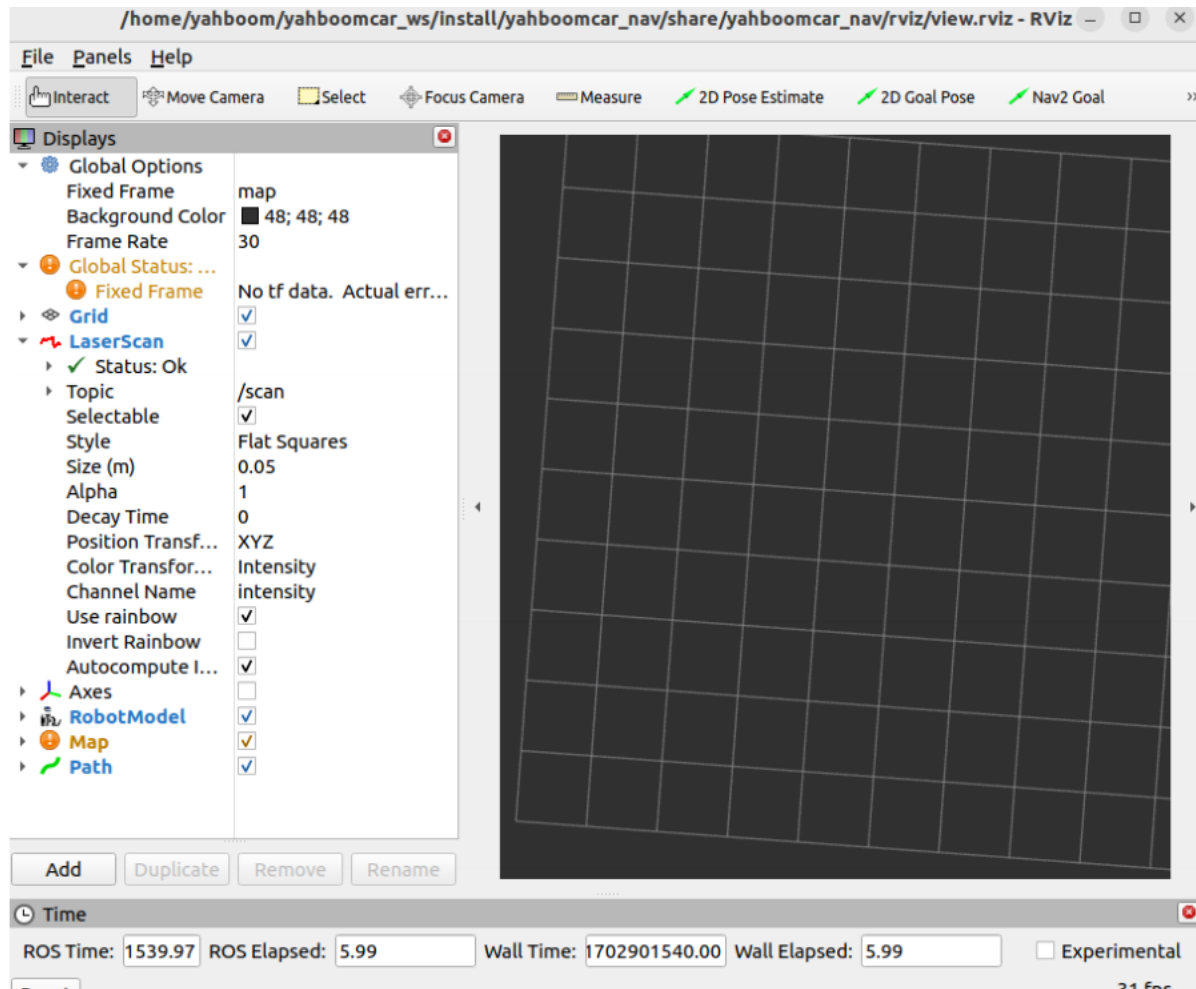 /home/yahboom/yahboomcar_ws/install/yahboomcar_nav/share/yahboomcar_nav/rviz/view.rviz - RViz
File Panels Help
Interact Move Camera Select Focus Camera Measure 2D Pose Estimate 2D Goal Pose Nav2 Goal »
Displays
Global Options
Fixed Frame map
Background Color 48; 48; 48
Frame Rate 30
Global Status: ...
Fixed Frame No tf data. Actual err...
Grid
LaserScan
Status: Ok
Topic /scan
Selectable
Style Flat Squares
Size (m) 0.05
Alpha 1
Decay Time 0
Position Transf... XYZ
Color Transfor... Intensity
Channel Name intensity
Use rainbow
Invert Rainbow
Autocompute I...
Axes
RobotModel
Map
Path
Add Duplicate Remove Rename
Time
ROS Time: 1539.97 ROS Elapsed: 5.99 Wall Time: 1702901540.00 Wall Elapsed: 5.99 Experimental
31 fps